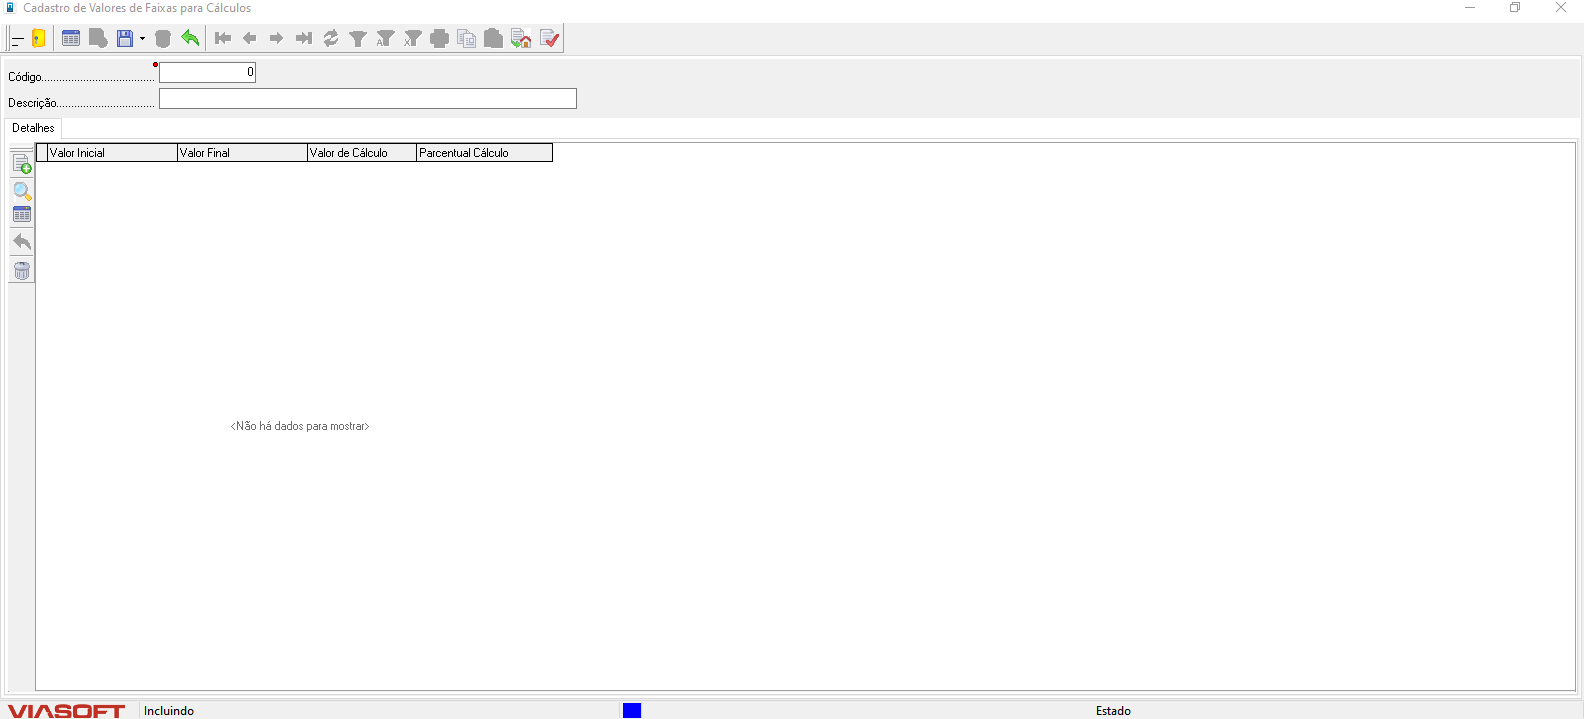 Cadastro de Valores de Faixas para Cálculos
Código...................................... 0
Descrição.................................
Detalhes
Valor Inicial Valor Final Valor de Cálculo Parcentual Cálculo
<Não há dados para mostrar>
VIASOFT Incluindo Estado